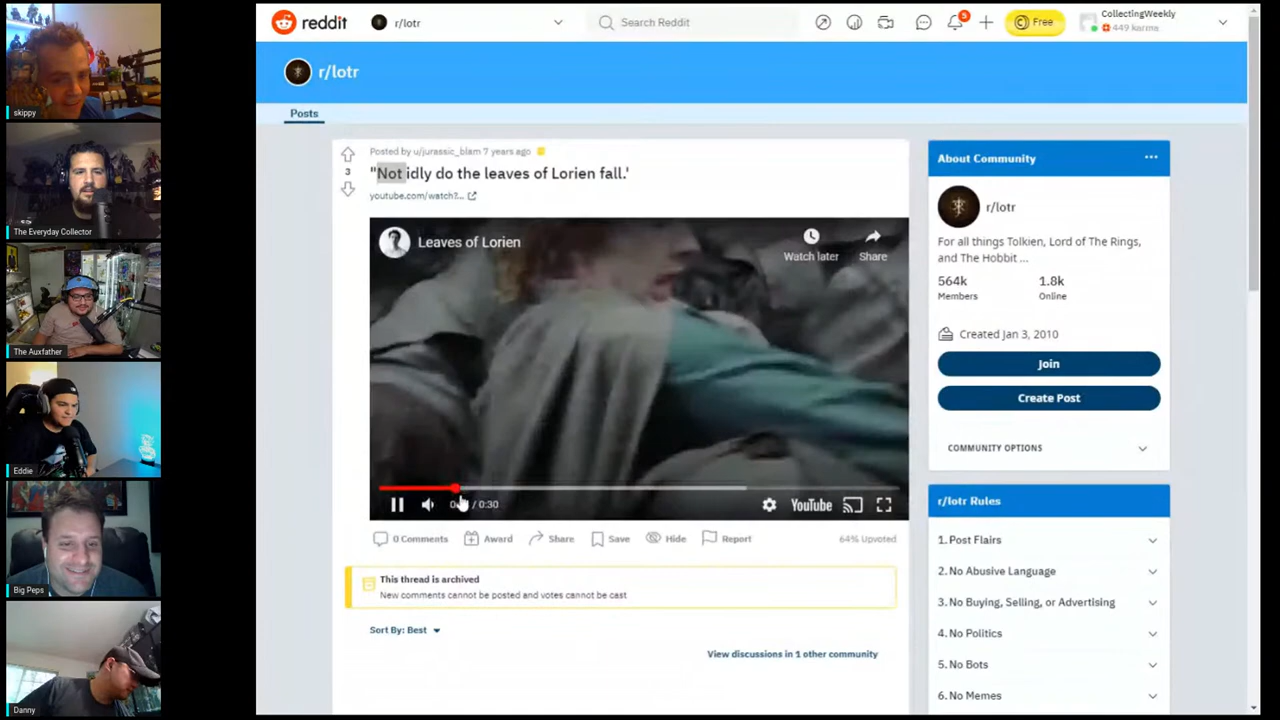 skippy
The Everyday Collector
The Auxfather
Eddie
Big Peps
Danny
reddit
r/lotr
Search Reddit
5
Free
CollectingWeekly
449 karma
r/lotr
Posts
Posted by u/jurassic_blam 7 years ago
3
"Not idly do the leaves of Lorien fall.'
youtube.com/watch?...
Leaves of Lorien
Watch later
Share
/ 0:30
YouTube
0 Comments
Award
Share
Save
Hide
Report
64% Upvoted
This thread is archived
New comments cannot be posted and votes cannot be cast
Sort By: Best
View discussions in 1 other community
About Community
r/lotr
For all things Tolkien, Lord of The Rings,
and The Hobbit ...
564k
1.8k
Members
Online
Created Jan 3, 2010
Join
Create Post
COMMUNITY OPTIONS
r/lotr Rules
1. Post Flairs
2. No Abusive Language
3. No Buying, Selling, or Advertising
4. No Politics
5. No Bots
6. No Memes